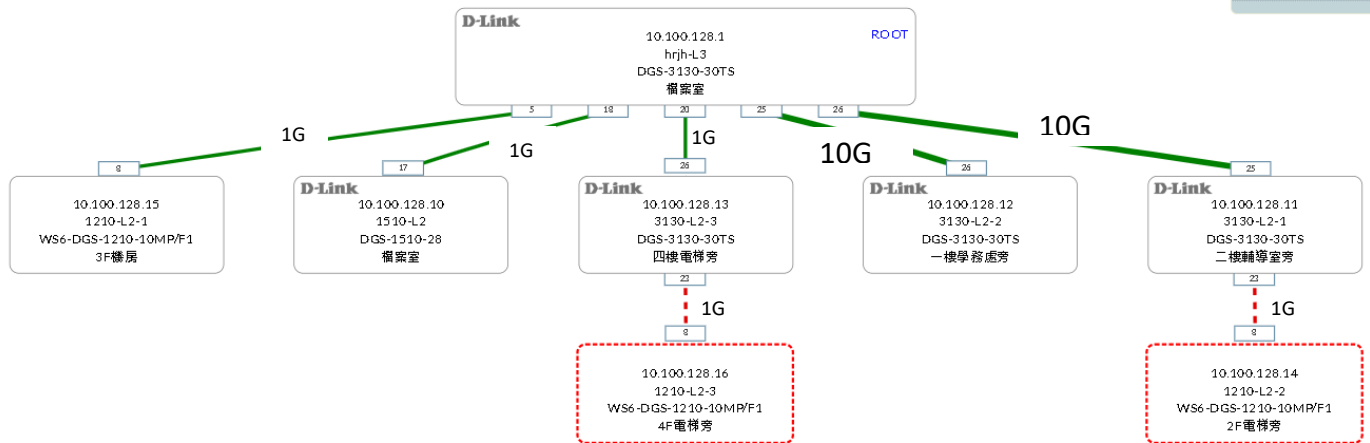 D-Link
ROOT
10.100.128.1
hrjh-L3
DGS-3130-30TS
檔案室
5
18
20
25
26
1G
1G
1G
10G
10G
8
17
26
26
25
10.100.128.15
1210-L2-1
WS6-DGS-1210-10MP/F1
3F機房
D-Link
10.100.128.10
1510-L2
DGS-1510-28
檔案室
D-Link
10.100.128.13
3130-L2-3
DGS-3130-30TS
四樓電梯旁
D-Link
10.100.128.12
3130-L2-2
DGS-3130-30TS
一樓學務處旁
D-Link
10.100.128.11
3130-L2-1
DGS-3130-30TS
二樓輔導室旁
23
1G
8
10.100.128.16
1210-L2-3
WS6-DGS-1210-10MP/F1
4F電梯旁
23
1G
8
10.100.128.14
1210-L2-2
WS6-DGS-1210-10MP/F1
2F電梯旁